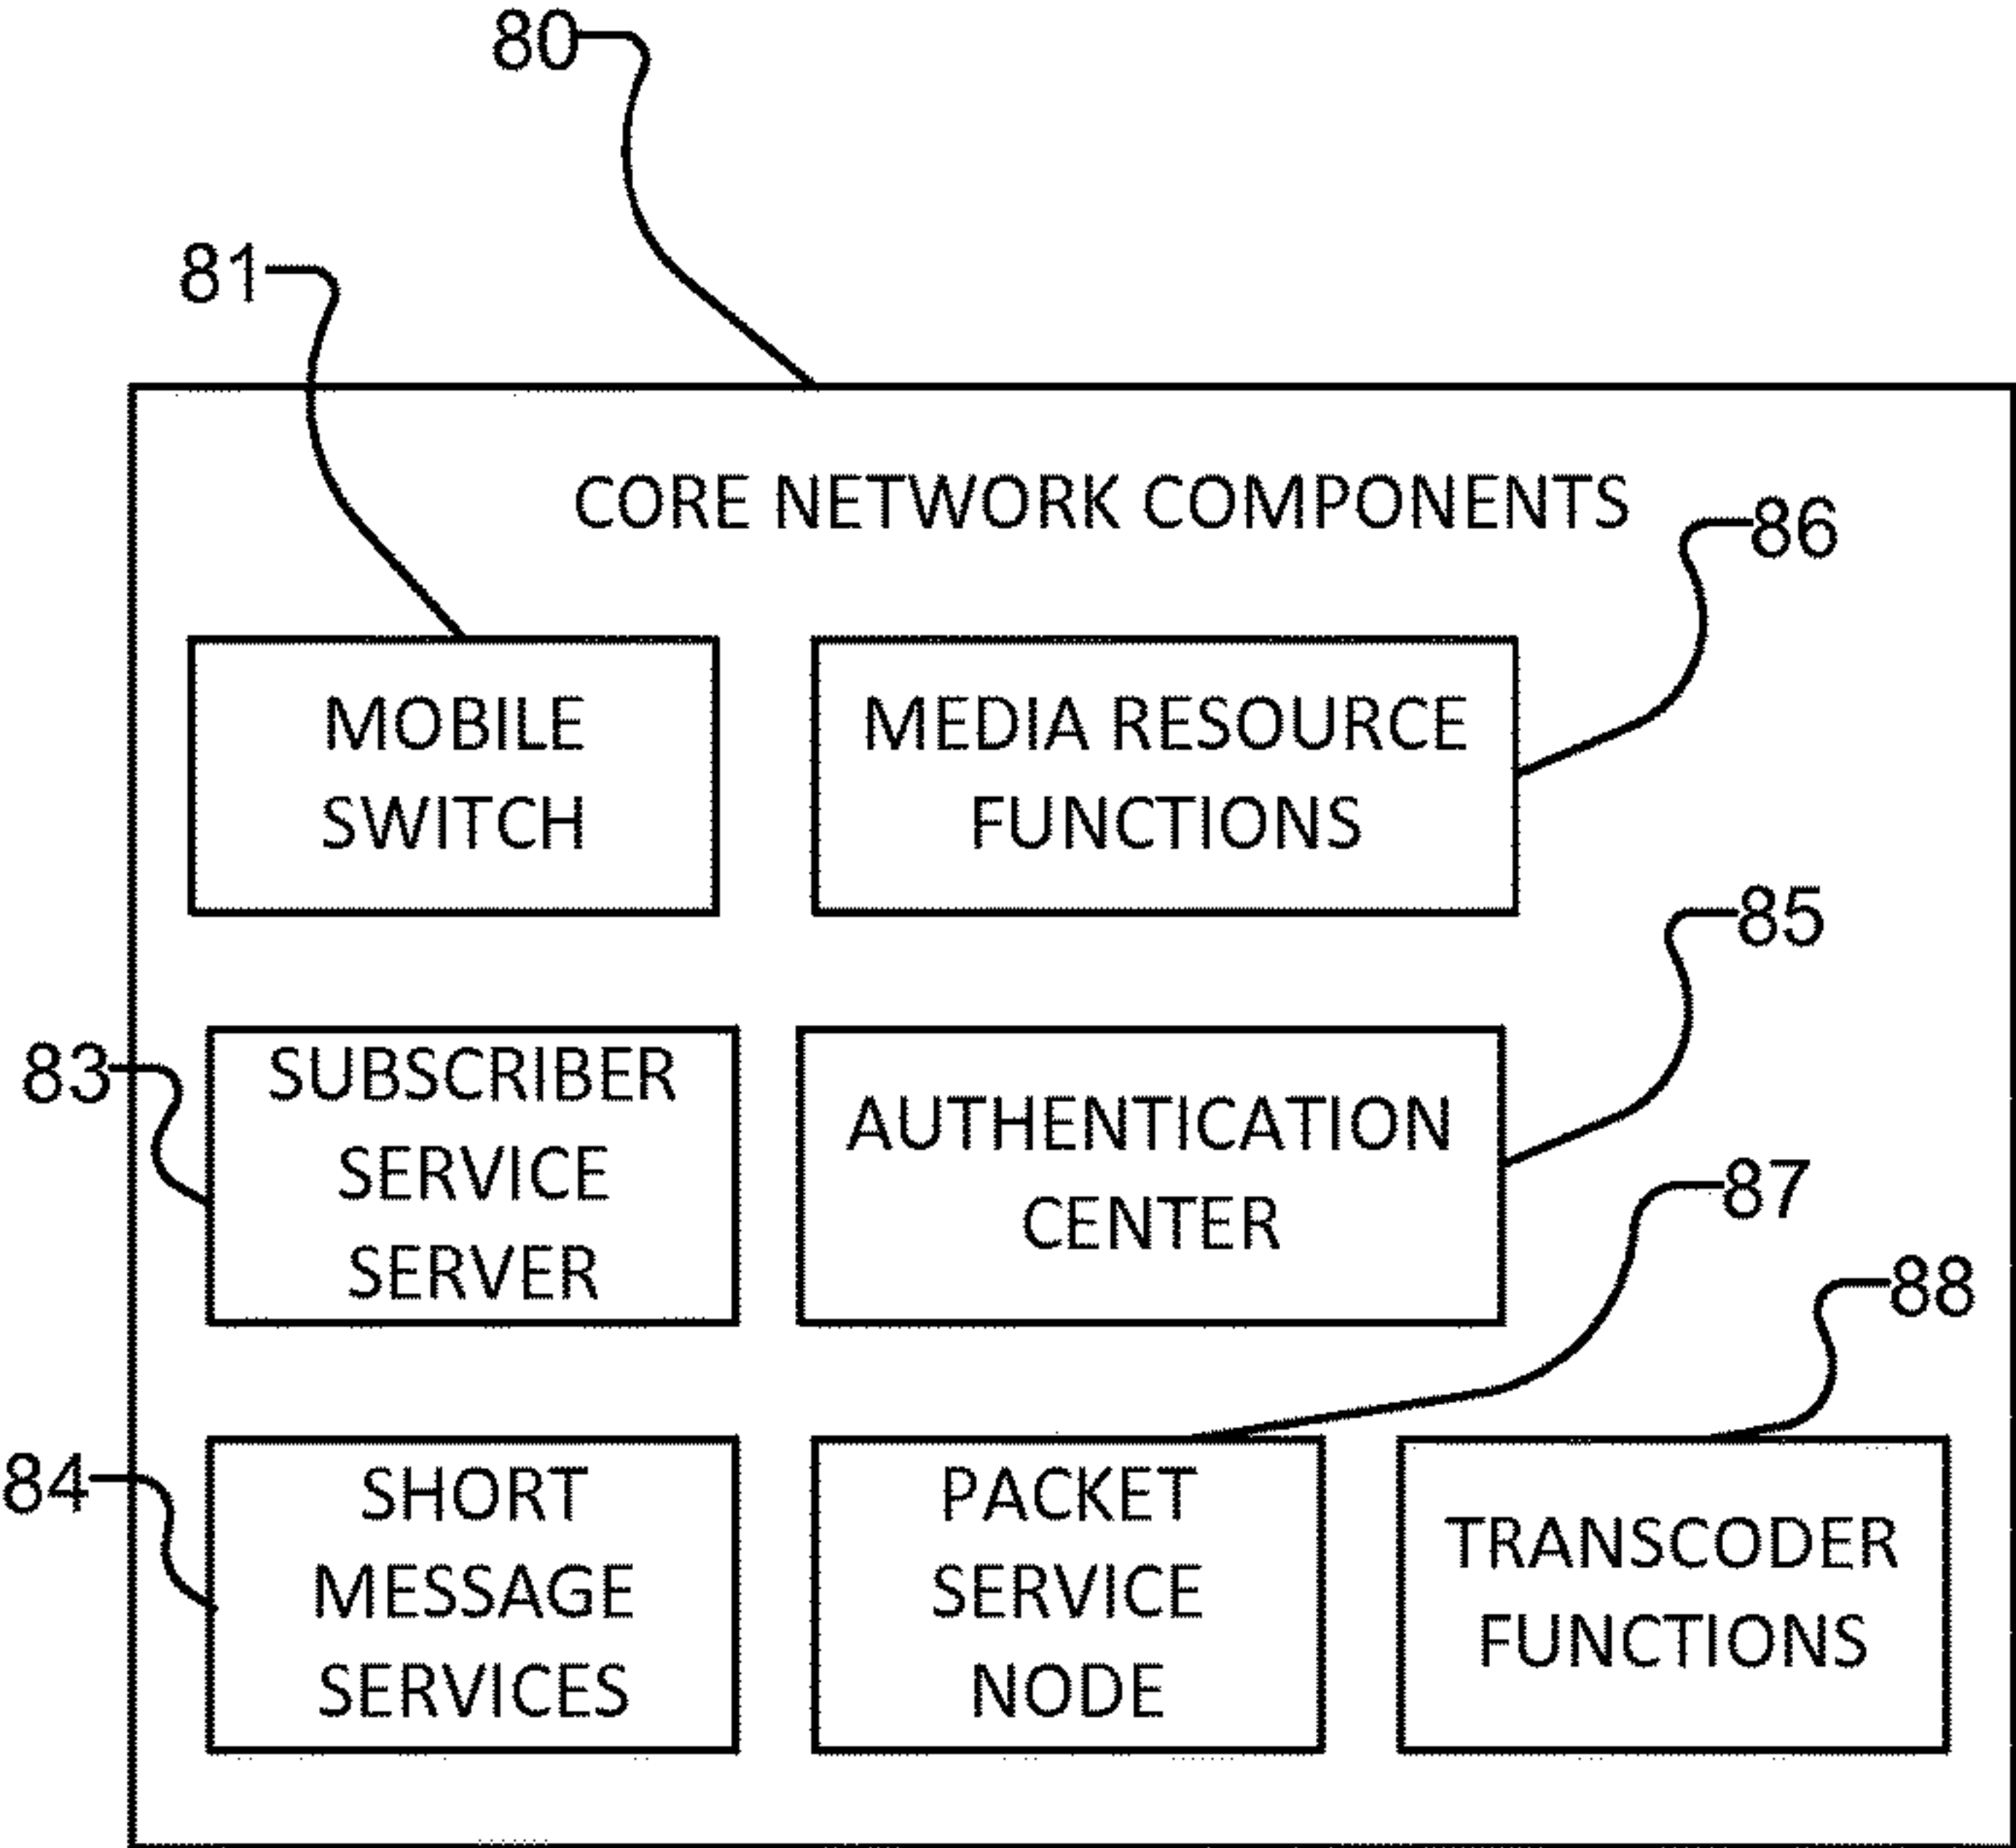 80
81
CORE NETWORK COMPONENTS
86
MOBILE
SWITCH
MEDIA RESOURCE
FUNCTIONS
85
83
SUBSCRIBER
SERVICE
SERVER
AUTHENTICATION
CENTER
87
88
84
SHORT
MESSAGE
SERVICES
PACKET
SERVICE
NODE
TRANSCODER
FUNCTIONS